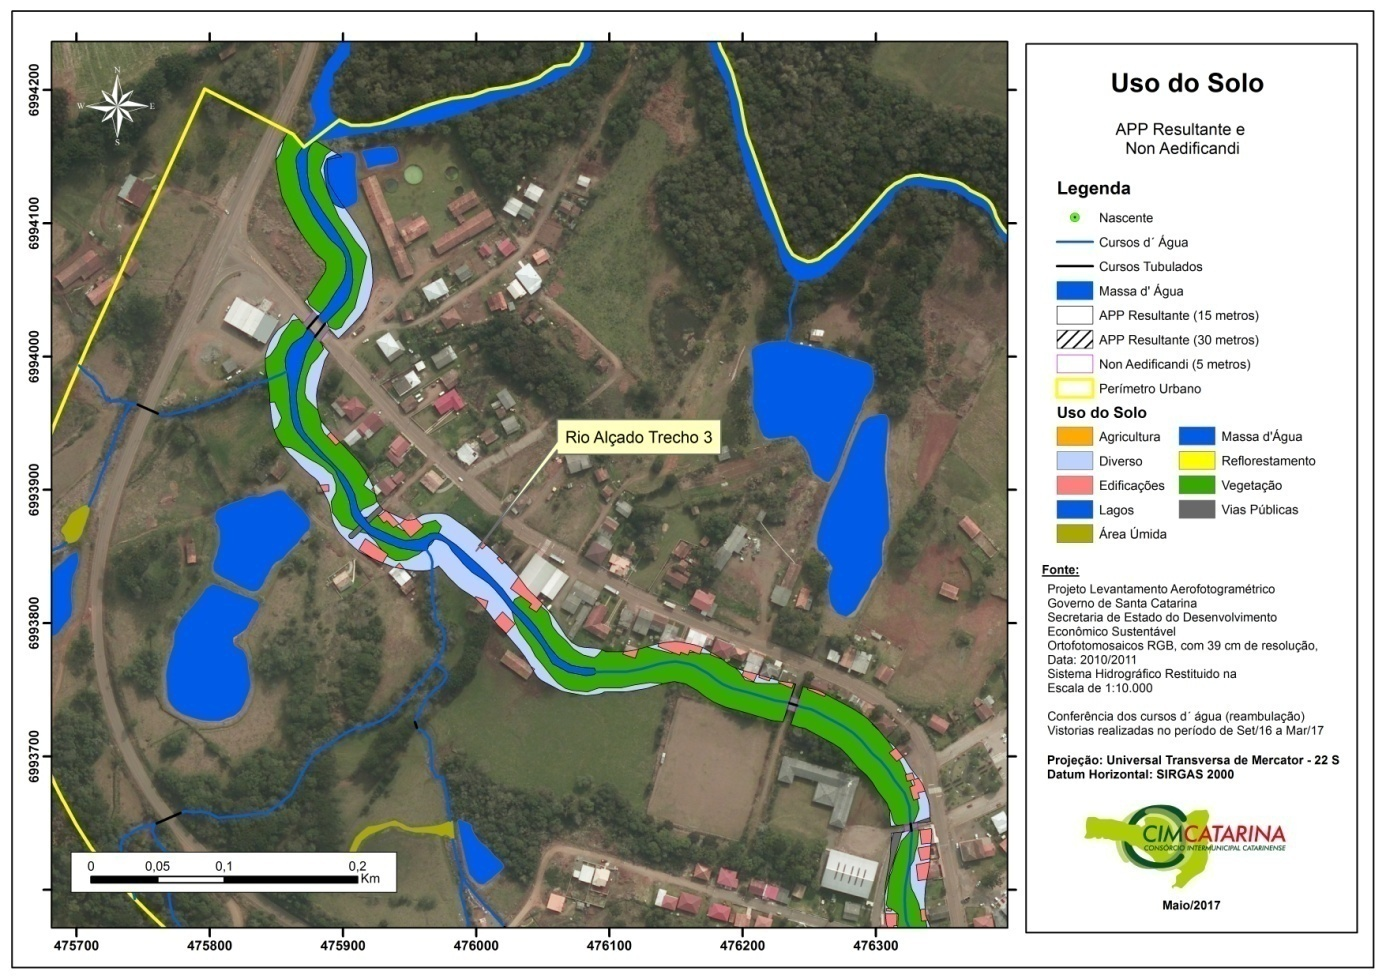 Uso do Solo
APP Resultante e
Non Aedificandi
Legenda
Nascente
Cursos d´ Água
Cursos Tubulados
Massa d' Água
APP Resultante (15 metros)
APP Resultante (30 metros)
Non Aedificandi (5 metros)
Perímetro Urbano
Uso do Solo
Agricultura
Diverso
Edificações
Lagos
Área Úmida
Massa d'Água
Reflorestamento
Vegetação
Vias Públicas
Fonte:
Projeto Levantamento Aerofotogramétrico
Governo de Santa Catarina
Secretaria de Estado do Desenvolvimento
Econômico Sustentável
Ortofotomosaicos RGB, com 39 cm de resolução,
Data: 2010/2011
Sistema Hidrográfico Restituido na
Escala de 1:10.000
Conferência dos cursos d´ água (reambulação)
Vistorias realizadas no período de Set/16 a Mar/17
Projeção: Universal Transversa de Mercator - 22 S
Datum Horizontal: SIRGAS 2000
CIMCATARINA
CONSÓRCIO INTERMUNICIPAL CATARINENSE
Maio/2017
N
W E
S
Rio Alçado Trecho 3
6994200
6994100
6994000
6993900
6993800
6993700
0 0,05 0,1 0,2
Km
475700 475800 475900 476000 476100 476200 476300